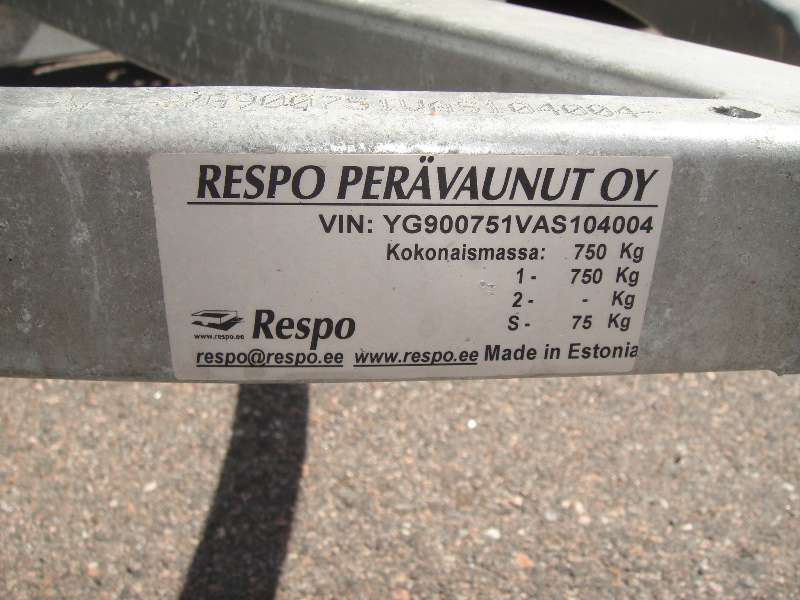 RESPO PERÄVAUNUT OY
VIN: YG900751VAS104004
Kokonaismassa: 750 Kg
1- 750 Kg
2- - Kg
S- 75 Kg
www.respo.ee
Respo
respo@respo.ee www.respo.ee Made in Estonia